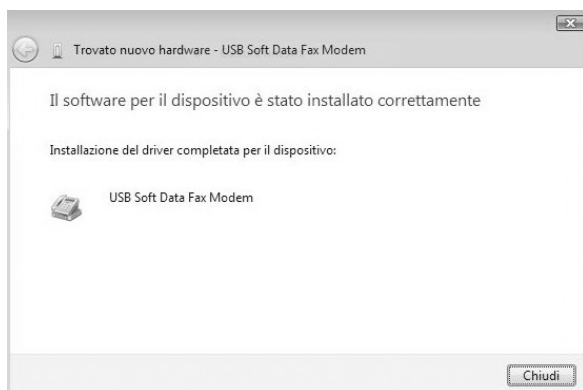 Trovato nuovo hardware - USB Soft Data Fax Modem
Il software per il dispositivo è stato installato correttamente
Installazione del driver completata per il dispositivo:
USB Soft Data Fax Modem
Chiudi